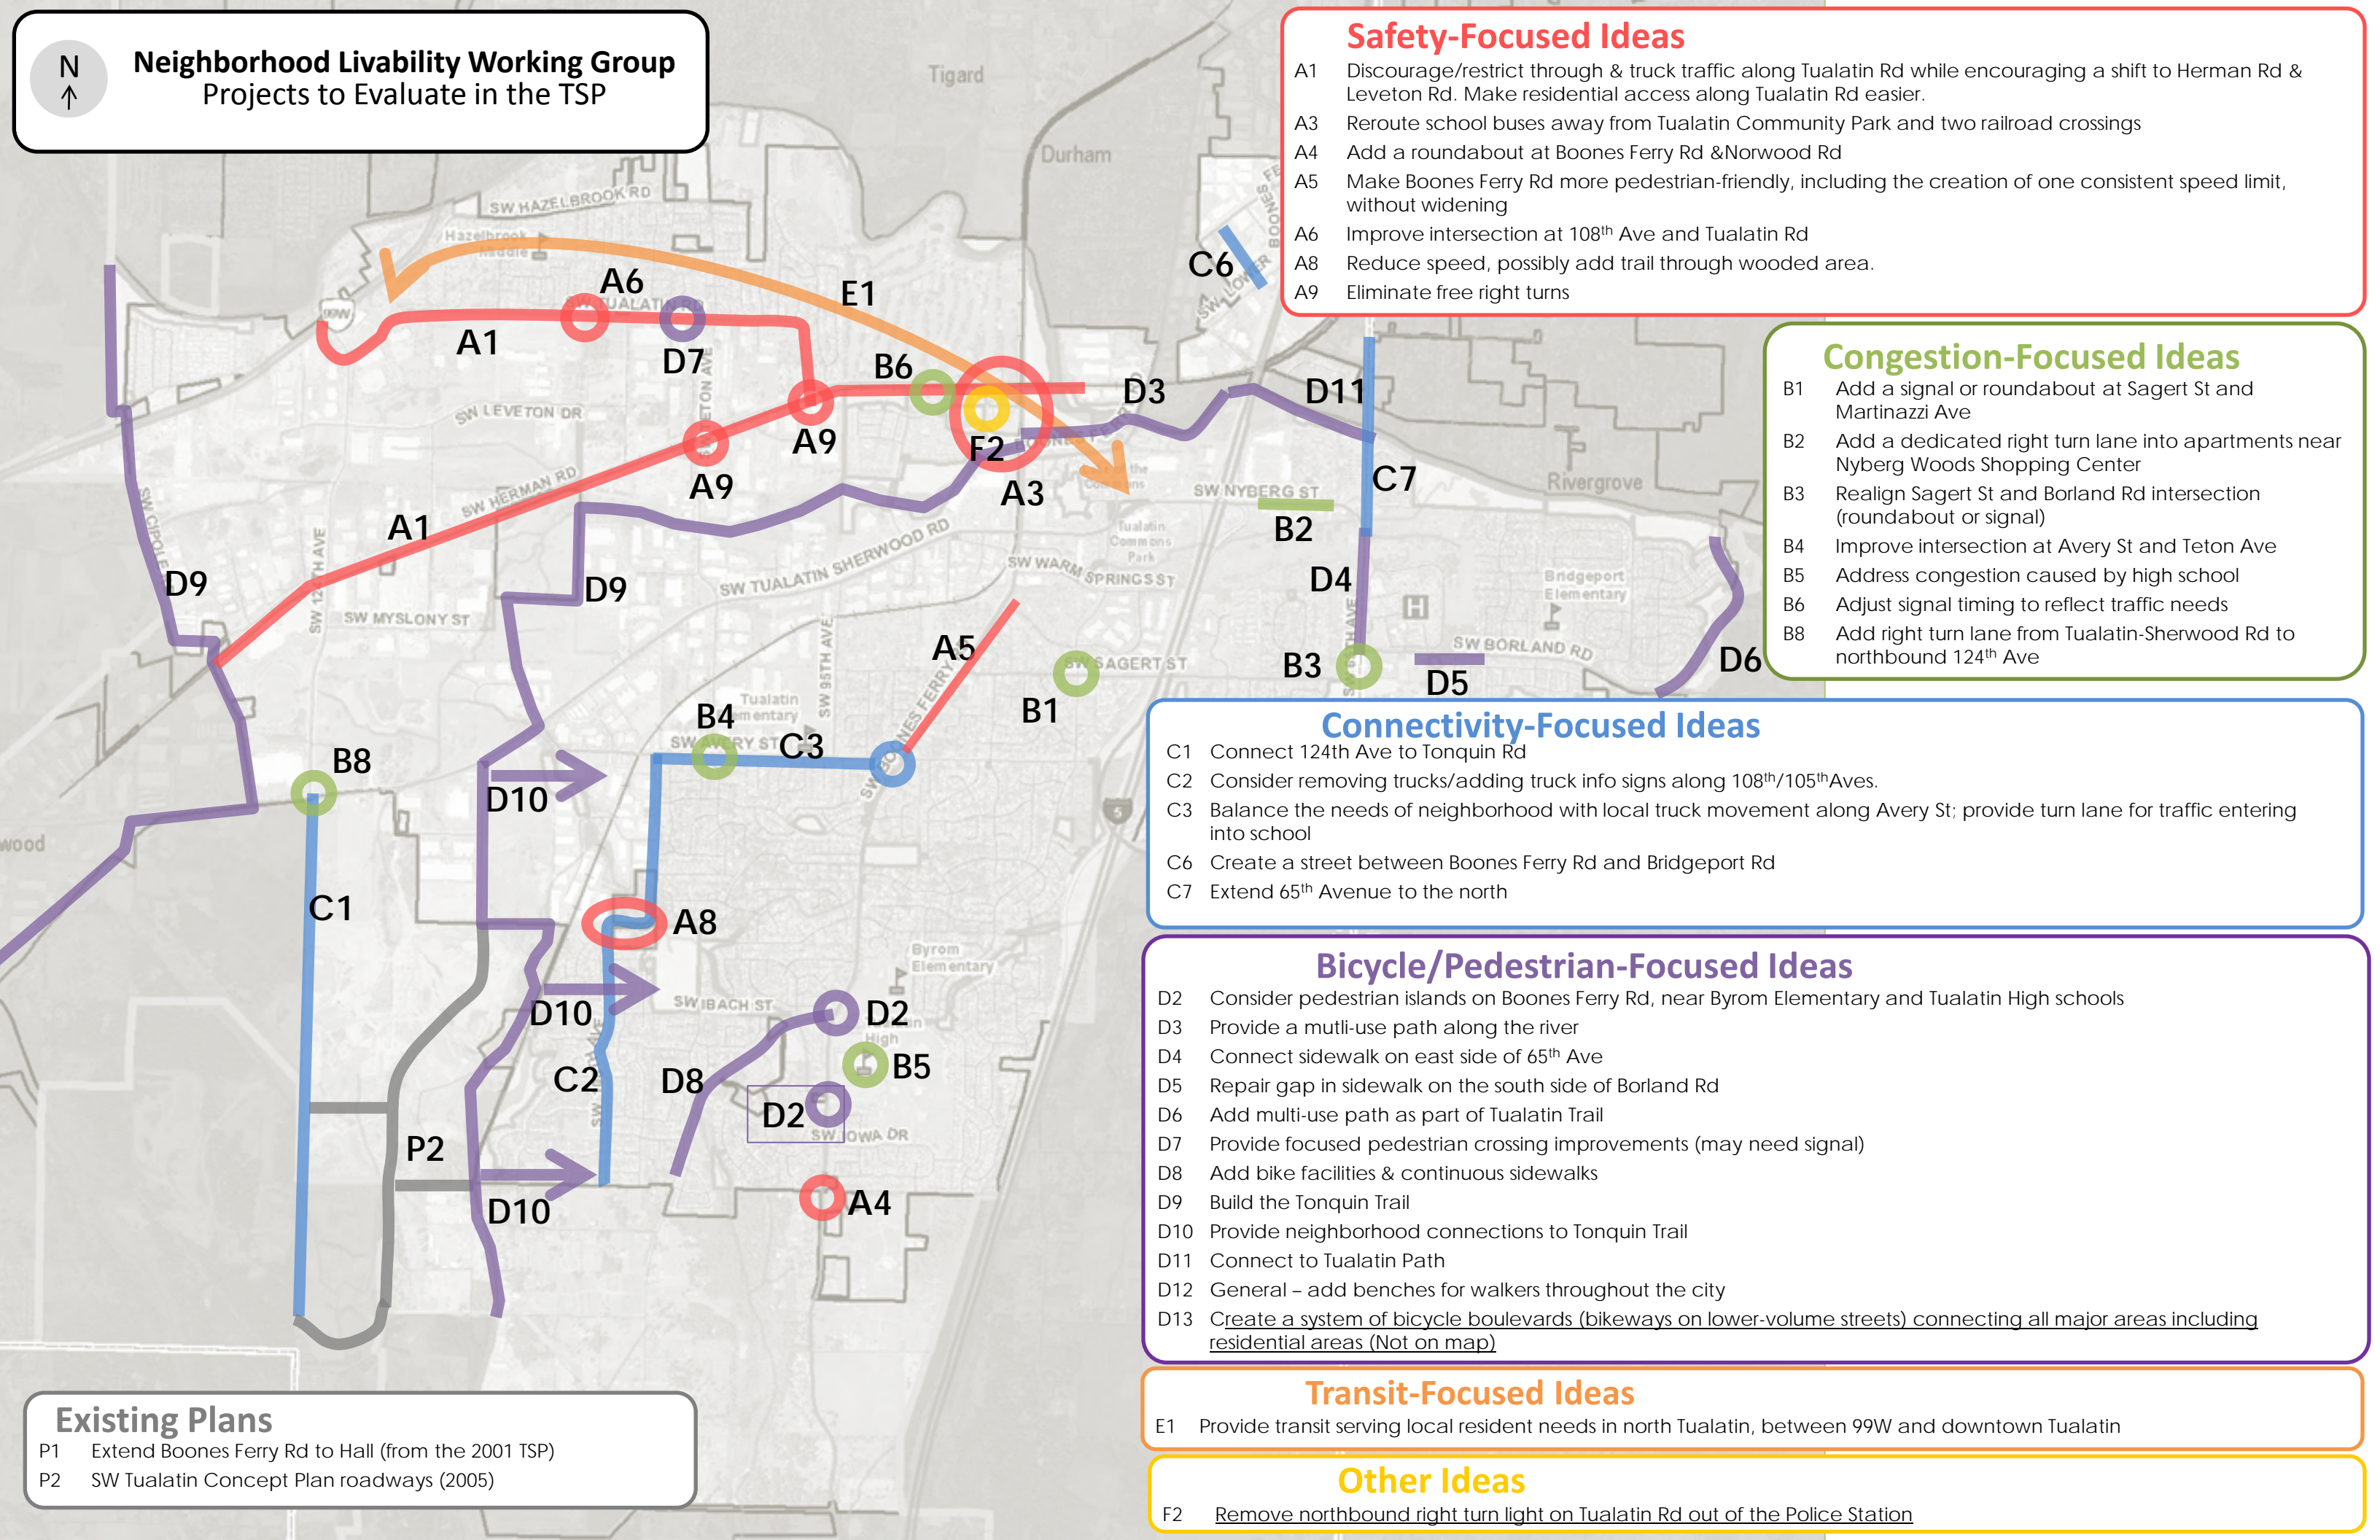 N
Neighborhood Livability Working Group
Projects to Evaluate in the TSP
Safety-Focused Ideas
A1 Discourage/restrict through & truck traffic along Tualatin Rd while encouraging a shift to Herman Rd &
Leveton Rd. Make residential access along Tualatin Rd easier.
A3 Reroute school buses away from Tualatin Community Park and two railroad crossings
A4 Add a roundabout at Boones Ferry Rd &Norwood Rd
A5 Make Boones Ferry Rd more pedestrian-friendly, including the creation of one consistent speed limit,
without widening
A6 Improve intersection at 108th Ave and Tualatin Rd
A8 Reduce speed, possibly add trail through wooded area.
A9 Eliminate free right turns
Congestion-Focused Ideas
B1 Add a signal or roundabout at Sagert St and
Martinazzi Ave
B2 Add a dedicated right turn lane into apartments near
Nyberg Woods Shopping Center
B3 Realign Sagert St and Borland Rd intersection
(roundabout or signal)
B4 Improve intersection at Avery St and Teton Ave
B5 Address congestion caused by high school
B6 Adjust signal timing to reflect traffic needs
B8 Add right turn lane from Tualatin-Sherwood Rd to
northbound 124th Ave
Connectivity-Focused Ideas
C1 Connect 124th Ave to Tonquin Rd
C2 Consider removing trucks/adding truck info signs along 108th/105thAves.
C3 Balance the needs of neighborhood with local truck movement along Avery St; provide turn lane for traffic entering
into school
C6 Create a street between Boones Ferry Rd and Bridgeport Rd
C7 Extend 65th Avenue to the north
Bicycle/Pedestrian-Focused Ideas
D2 Consider pedestrian islands on Boones Ferry Rd, near Byrom Elementary and Tualatin High schools
D3 Provide a mutli-use path along the river
D4 Connect sidewalk on east side of 65th Ave
D5 Repair gap in sidewalk on the south side of Borland Rd
D6 Add multi-use path as part of Tualatin Trail
D7 Provide focused pedestrian crossing improvements (may need signal)
D8 Add bike facilities & continuous sidewalks
D9 Build the Tonquin Trail
D10 Provide neighborhood connections to Tonquin Trail
D11 Connect to Tualatin Path
D12 General – add benches for walkers throughout the city
D13 Create a system of bicycle boulevards (bikeways on lower-volume streets) connecting all major areas including
residential areas (Not on map)
Transit-Focused Ideas
E1 Provide transit serving local resident needs in north Tualatin, between 99W and downtown Tualatin
Other Ideas
F2 Remove northbound right turn light on Tualatin Rd out of the Police Station
Existing Plans
P1 Extend Boones Ferry Rd to Hall (from the 2001 TSP)
P2 SW Tualatin Concept Plan roadways (2005)
Tigard
Durham
SW HAZELBROOK RD
Hazelbrook
Middle
C6
SW LOWER
A6
E1
99W
SW TUALATIN RD
A1
D7
B6
D3
D11
SW LEVETON DR
A9
F2
A9
A3
C7
SW NYBERG ST
Rivergrove
SW HERMAN RD
A1
B2
Tualatin
Commons
Park
SW TUALATIN SHERWOOD RD
SW WARM SPRINGS ST
D9
D9
D4
Bridgeport
Elementary
H
SW MYSLONY ST
SW 95TH AVE
A5
SW SAGERT ST
B3
SW BORLAND RD
D5
D6
B1
Tualatin
Elementary
B4
SW AVERY ST
C3
B8
D10
5
wood
C1
A8
Byrom
Elementary
D10
SW IBACH ST
D2
High
B5
C2
D8
D2
SW IOWA DR
P2
D10
A4